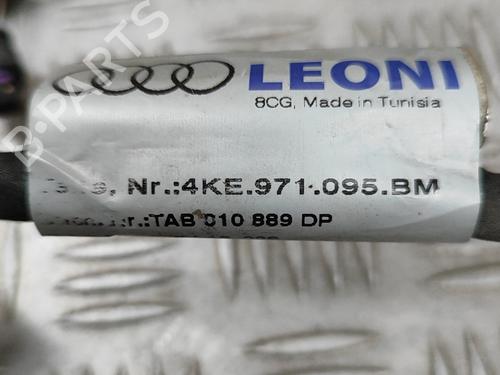 LEONI
8CG, Made in Tunisia
Nr.:4KE.971.095.BM
TAB 010 889 DP
B-PARTS